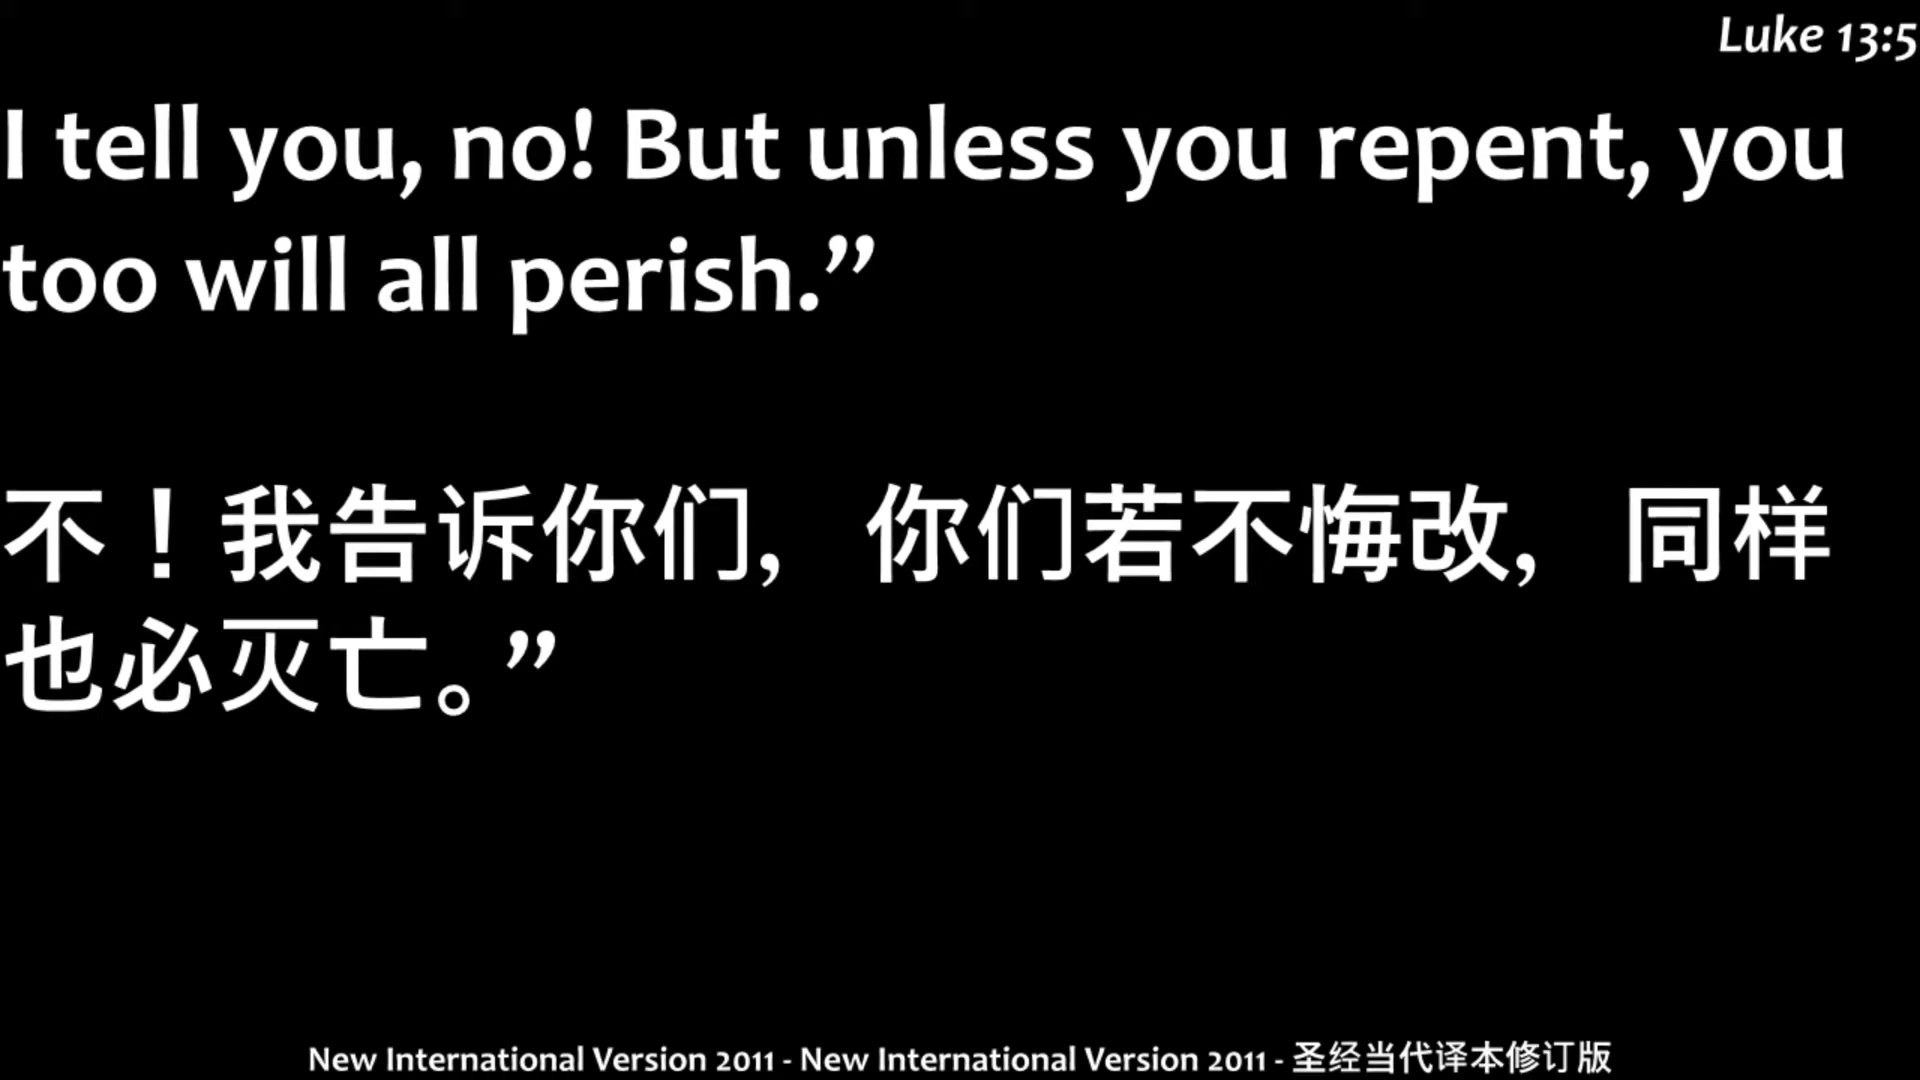 Luke 13:5
I tell you, no! But unless you repent, you
too will all perish.”
不！我告诉你们，你们若不悔改，同样
也必灭亡。”
New International Version 2011 - New International Version 2011 - 圣经当代译本修订版